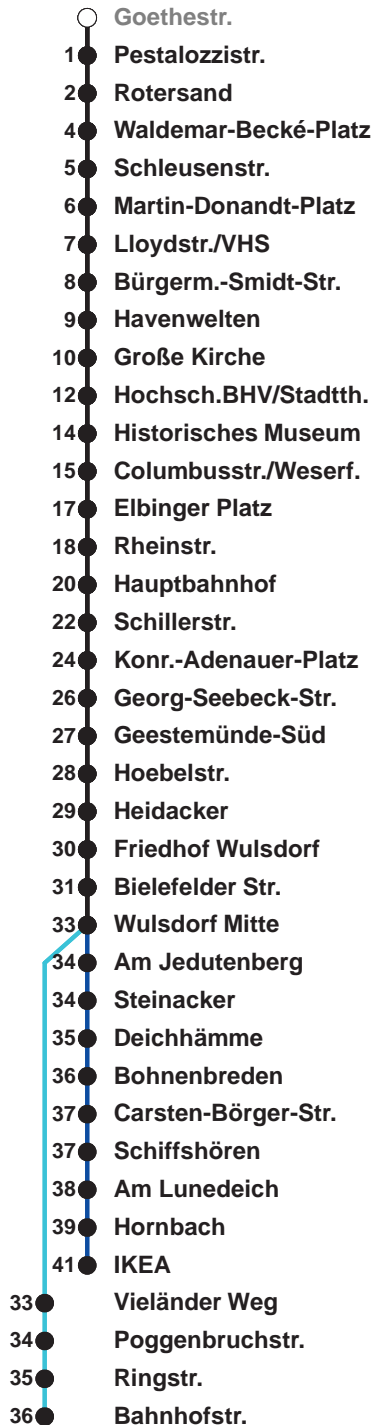 Goethestr.
1 Pestalozzistr.
2 Rotersand
4 Waldemar-Becké-Platz
5 Schleusenstr.
6 Martin-Donandt-Platz
7 Lloydstr./VHS
8 Bürgerm.-Smidt-Str.
9 Havenwelten
10 Große Kirche
12 Hochsch.BHV/Stadtth.
14 Historisches Museum
15 Columbusstr./Weserf.
17 Elbinger Platz
18 Rheinstr.
20 Hauptbahnhof
22 Schillerstr.
24 Konr.-Adenauer-Platz
26 Georg-Seebeck-Str.
27 Geestemünde-Süd
28 Hoebelstr.
29 Heidacker
30 Friedhof Wulsdorf
31 Bielefelder Str.
33 Wulsdorf Mitte
34 Am Jedutenberg
34 Steinacker
35 Deichhämme
36 Bohnenbreden
37 Carsten-Börger-Str.
37 Schiffshören
38 Am Lunedeich
39 Hornbach
41 IKEA
33 Vieländer Weg
34 Poggenbruchstr.
35 Ringstr.
36 Bahnhofstr.